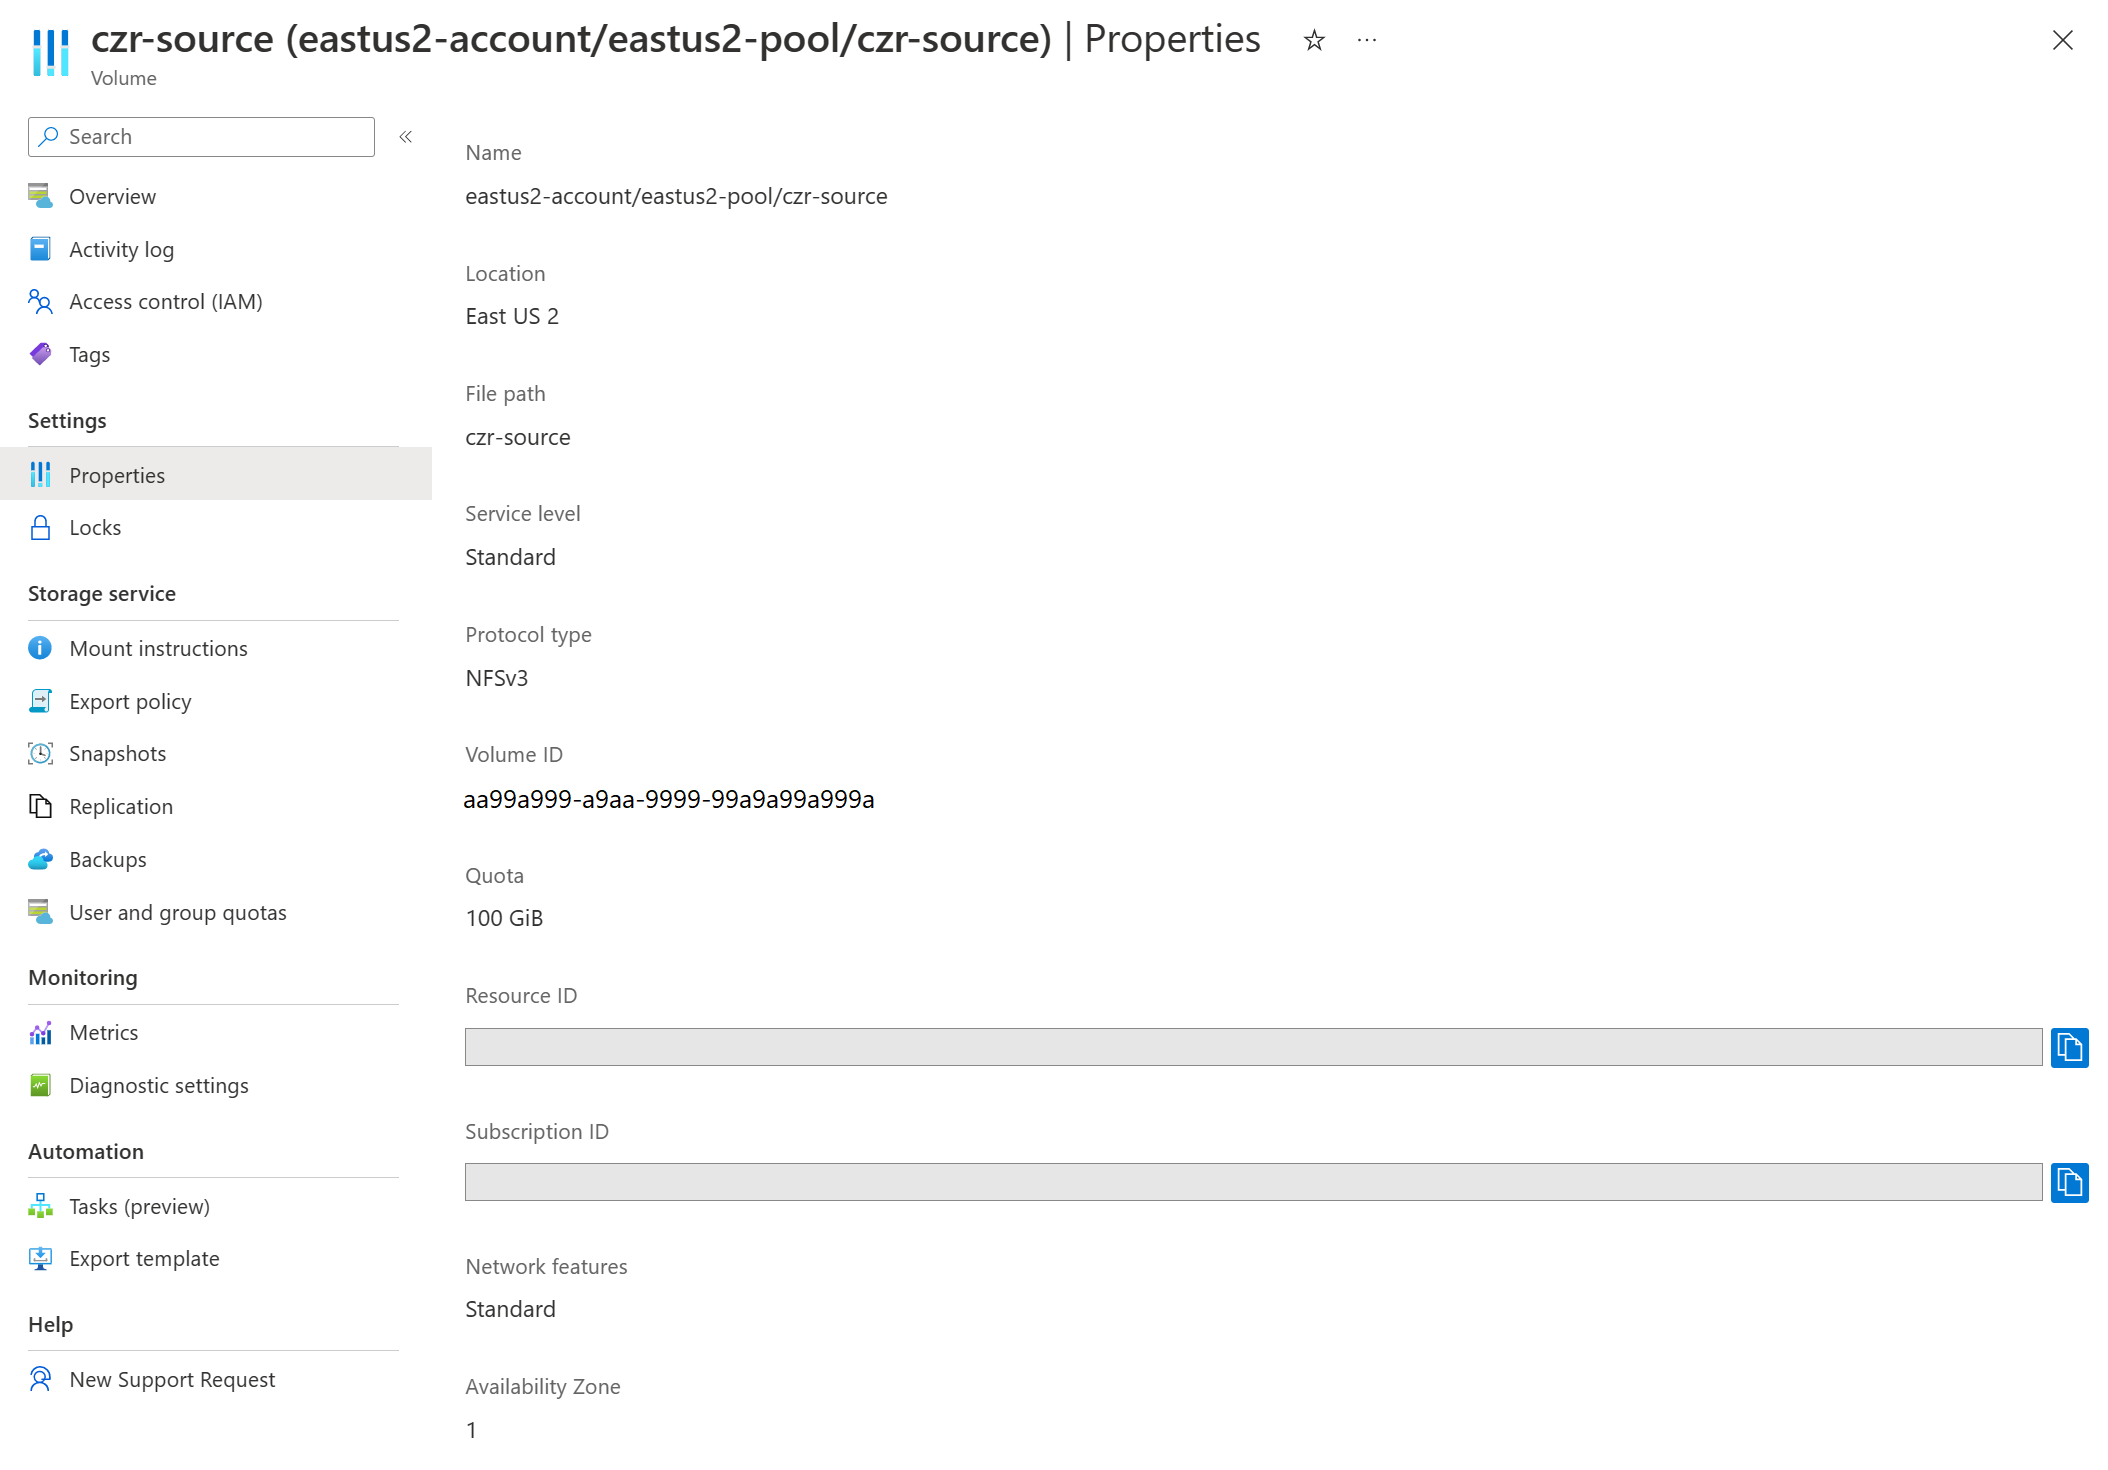 czr-source (eastus2-account/eastus2-pool/czr-source) | Properties
Volume
Search
Overview
Activity log
Access control (IAM)
Tags
Settings
Properties
Locks
Storage service
Mount instructions
Export policy
Snapshots
Replication
Backups
User and group quotas
Monitoring
Metrics
Diagnostic settings
Automation
Tasks (preview)
Export template
Help
New Support Request
Name
eastus2-account/eastus2-pool/czr-source
Location
East US 2
File path
czr-source
Service level
Standard
Protocol type
NFSv3
Volume ID
aa99a999-a9aa-9999-99a9a99a999a
Quota
100 GiB
Resource ID
Subscription ID
Network features
Standard
Availability Zone
1